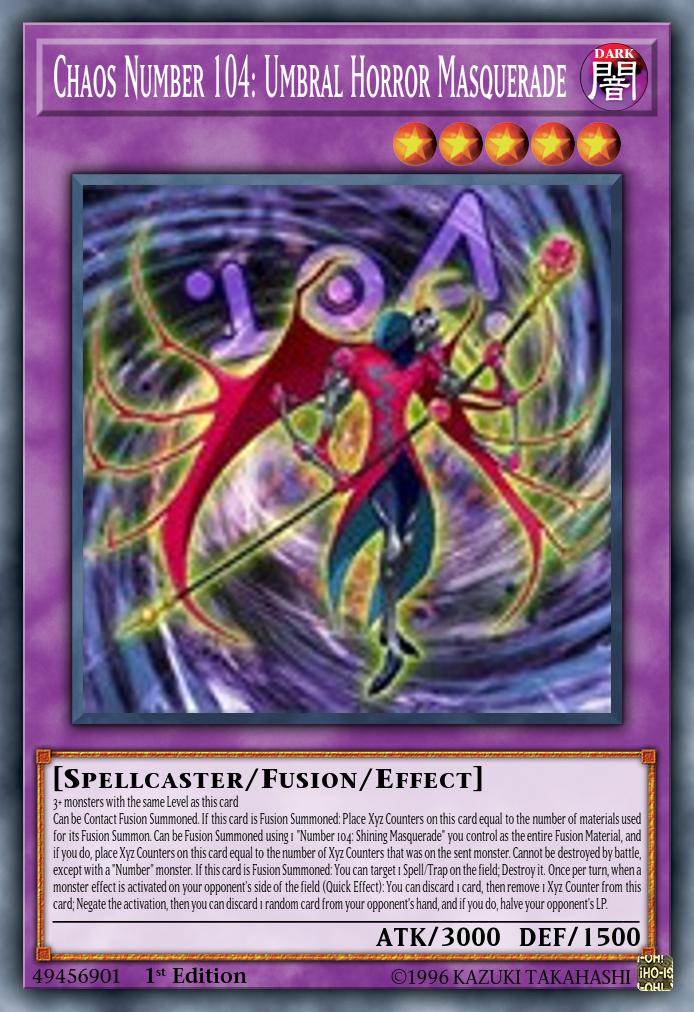 Chaos Number 104: Umbral Horror Masquerade
DARK
闇
104
[Spellcaster/Fusion/Effect]
3+ monsters with the same Level as this card
Can be Contact Fusion Summoned. If this card is Fusion Summoned: Place Xyz Counters on this card equal to the number of materials used
for its Fusion Summon. Can be Fusion Summoned using 1 "Number 104: Shining Masquerade" you control as the entire Fusion Material, and
if you do, place Xyz Counters on this card equal to the number of Xyz Counters that was on the sent monster. Cannot be destroyed by battle,
except with a "Number" monster. If this card is Fusion Summoned: You can target 1 Spell/Trap on the field; Destroy it. Once per turn, when a
monster effect is activated on your opponent's side of the field (Quick Effect): You can discard 1 card, then remove 1 Xyz Counter from this
card; Negate the activation, then you can discard 1 random card from your opponent's hand, and if you do, halve your opponent's LP.
ATK/3000 DEF/1500
49456901 1st Edition ©1996 KAZUKI TAKAHASHI